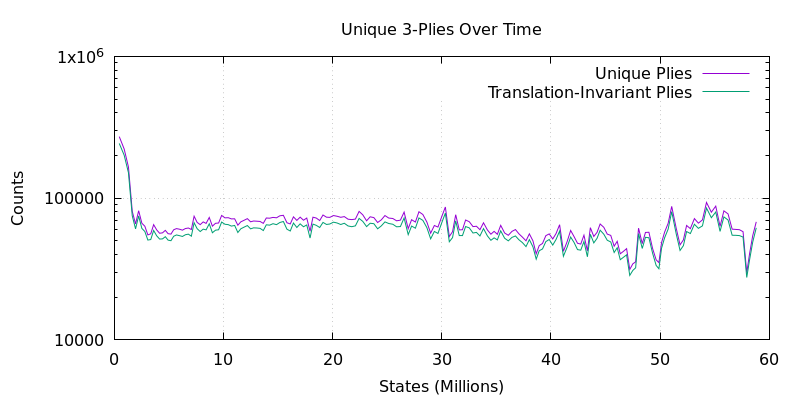 Unique 3-Plies Over Time
1x10^6
Unique Plies
Translation-Invariant Plies
100000
Counts
10000
0 10 20 30 40 50 60
States (Millions)